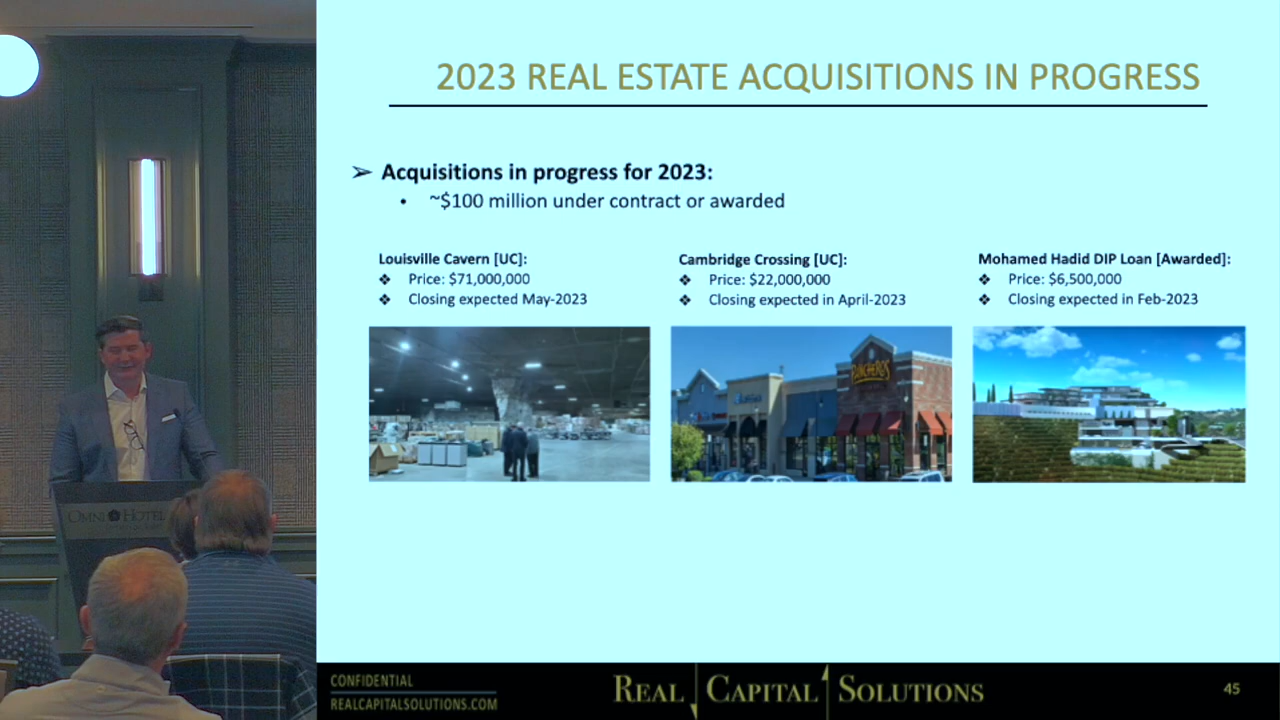 2023 REAL ESTATE ACQUISITIONS IN PROGRESS
➢ Acquisitions in progress for 2023:
• ~$100 million under contract or awarded
Louisville Cavern [UC]:
❖ Price: $71,000,000
❖ Closing expected May-2023
Cambridge Crossing [UC]:
❖ Price: $22,000,000
❖ Closing expected in April-2023
Mohamed Hadid DIP Loan [Awarded]:
❖ Price: $6,500,000
❖ Closing expected in Feb-2023
RANCHEROS
OMNI HOTEL
CONFIDENTIAL
REALCAPITALSOLUTIONS.COM
REAL CAPITAL SOLUTIONS
45